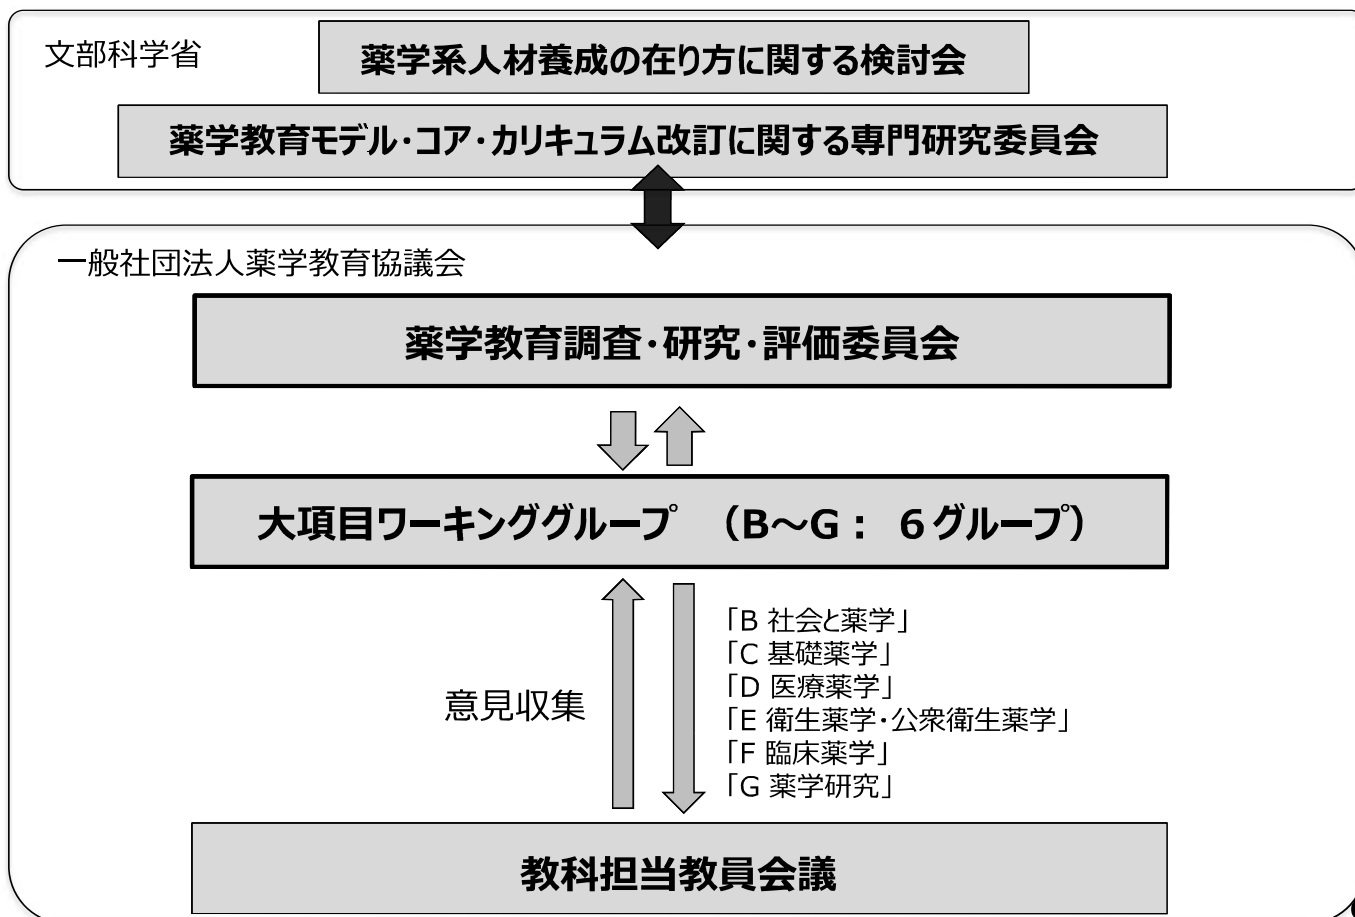 文部科学省
薬学系人材養成の在り方に関する検討会
薬学教育モデル・コア・カリキュラム改訂に関する専門研究委員会
一般社団法人薬学教育協議会
薬学教育調査・研究・評価委員会
大項目ワーキンググループ （B～G： ６グループ）
意見収集
「B 社会と薬学」
「C 基礎薬学」
「D 医療薬学」
「E 衛生薬学・公衆衛生薬学」
「F 臨床薬学」
「G 薬学研究」
教科担当教員会議